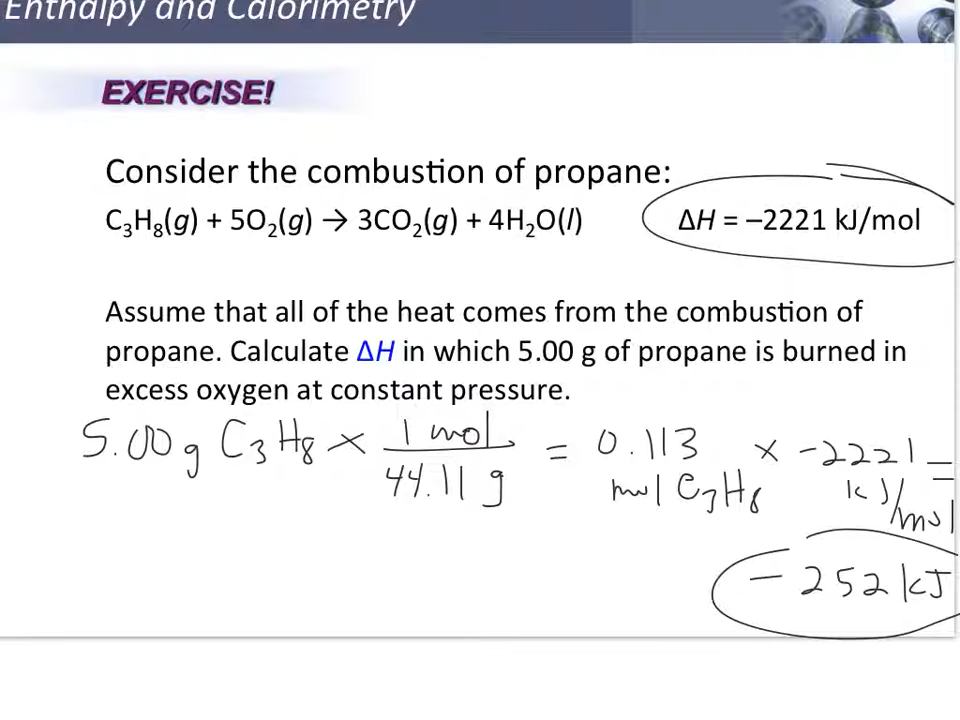 Enthalpy and Calorimetry
EXERCISE!
Consider the combustion of propane:
C₃H₈(g) + 5O₂(g) → 3CO₂(g) + 4H₂O(l) ΔH = –2221 kJ/mol
Assume that all of the heat comes from the combustion of
propane. Calculate ΔH in which 5.00 g of propane is burned in
excess oxygen at constant pressure.
5.00 g C₃H₈ × 1 mol / 44.11 g = 0.113 mol C₃H₈ × -2221 kJ/mol =
- 252 kJ